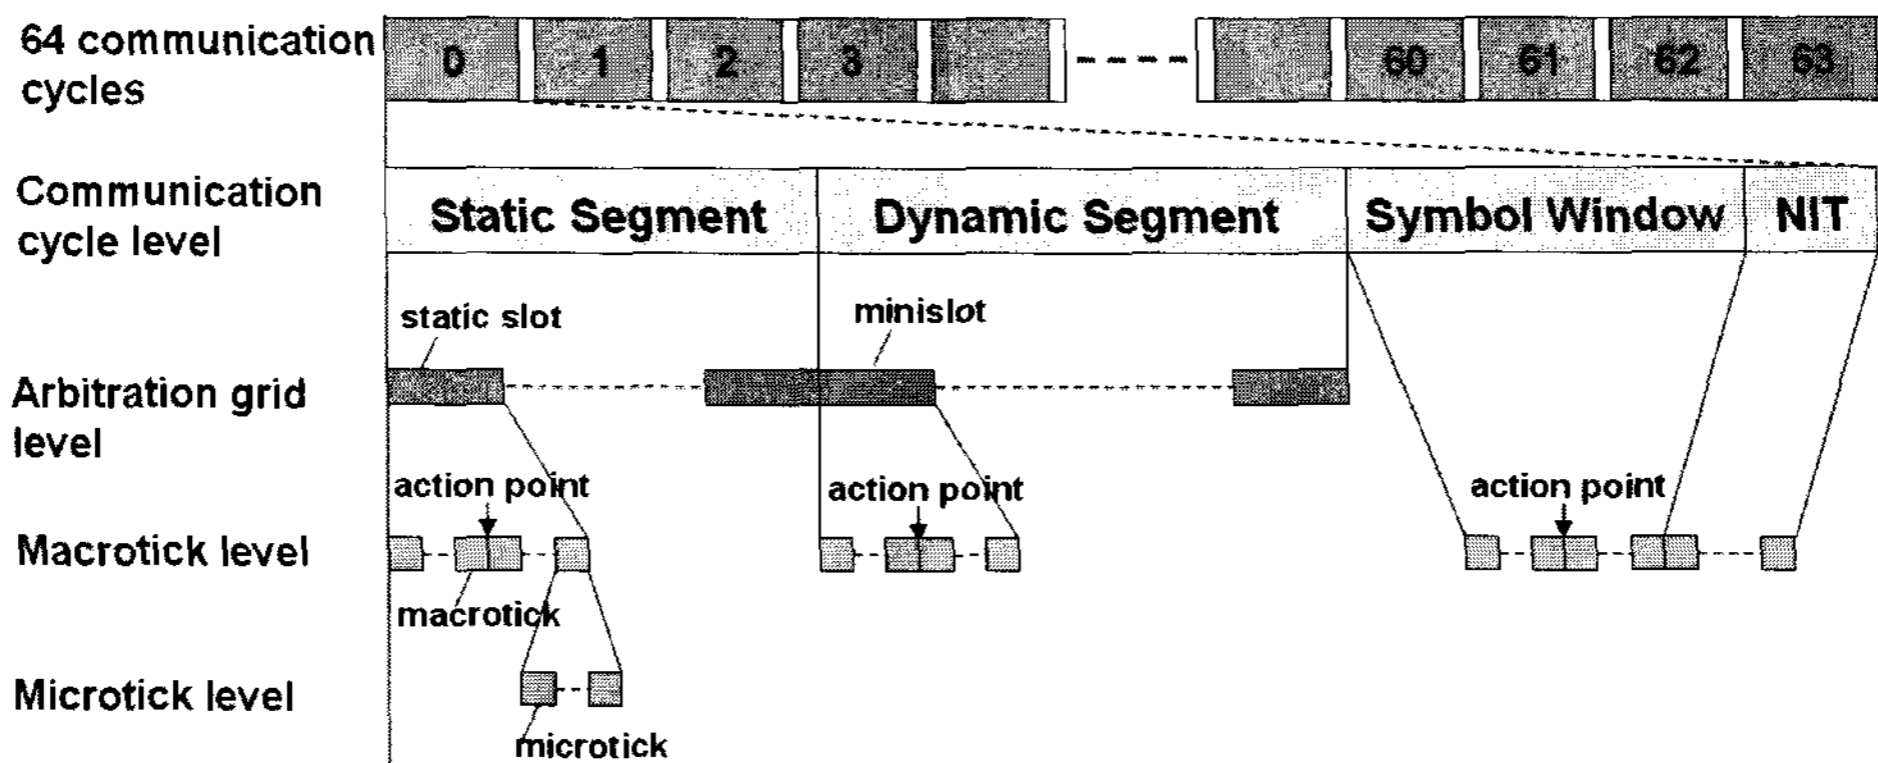 64 communication
cycles
0 1 2 3 60 61 62 63
Communication
cycle level
Static Segment Dynamic Segment Symbol Window NIT
static slot minislot
Arbitration grid
level
action point action point action point
Macrotick level
macrotick
Microtick level
microtick